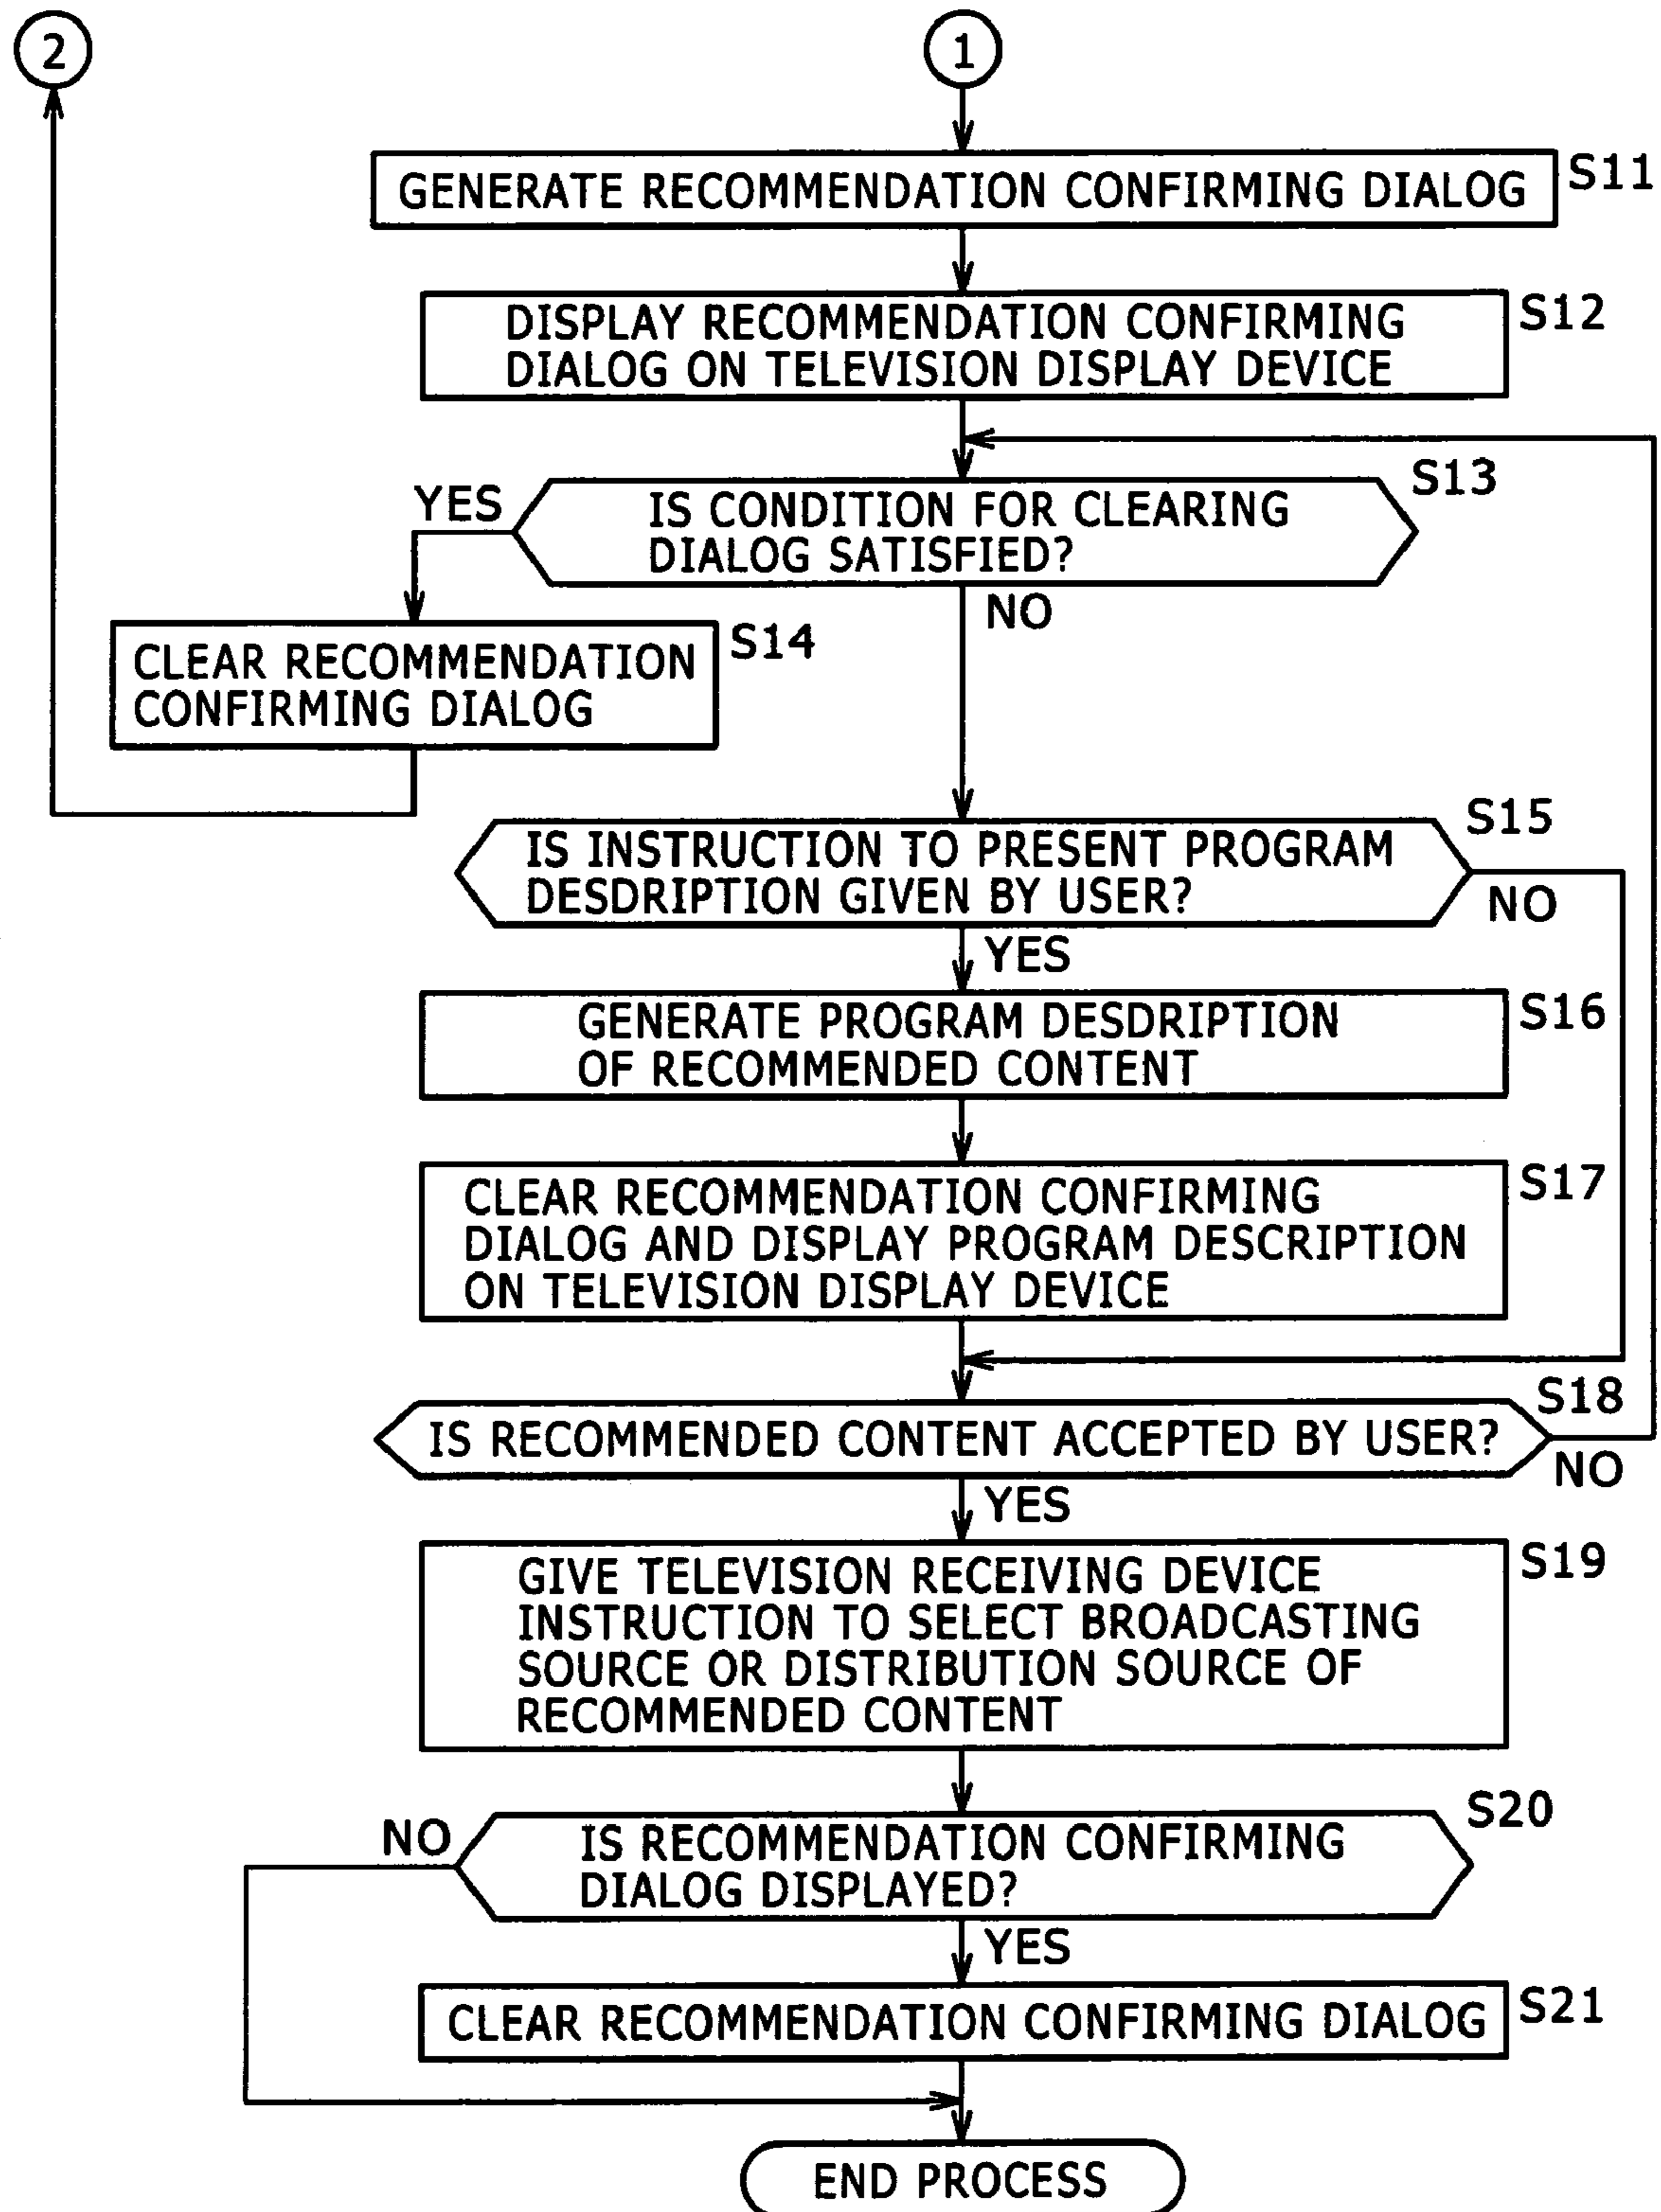 2
1
GENERATE RECOMMENDATION CONFIRMING DIALOG
S11
DISPLAY RECOMMENDATION CONFIRMING
DIALOG ON TELEVISION DISPLAY DEVICE
S12
IS CONDITION FOR CLEARING
DIALOG SATISFIED?
S13
YES
NO
CLEAR RECOMMENDATION
CONFIRMING DIALOG
S14
IS INSTRUCTION TO PRESENT PROGRAM
DESDRIPTION GIVEN BY USER?
S15
NO
YES
GENERATE PROGRAM DESDRIPTION
OF RECOMMENDED CONTENT
S16
CLEAR RECOMMENDATION CONFIRMING
DIALOG AND DISPLAY PROGRAM DESCRIPTION
ON TELEVISION DISPLAY DEVICE
S17
IS RECOMMENDED CONTENT ACCEPTED BY USER?
S18
NO
YES
GIVE TELEVISION RECEIVING DEVICE
INSTRUCTION TO SELECT BROADCASTING
SOURCE OR DISTRIBUTION SOURCE OF
RECOMMENDED CONTENT
S19
NO
IS RECOMMENDATION CONFIRMING
DIALOG DISPLAYED?
S20
YES
CLEAR RECOMMENDATION CONFIRMING DIALOG
S21
END PROCESS